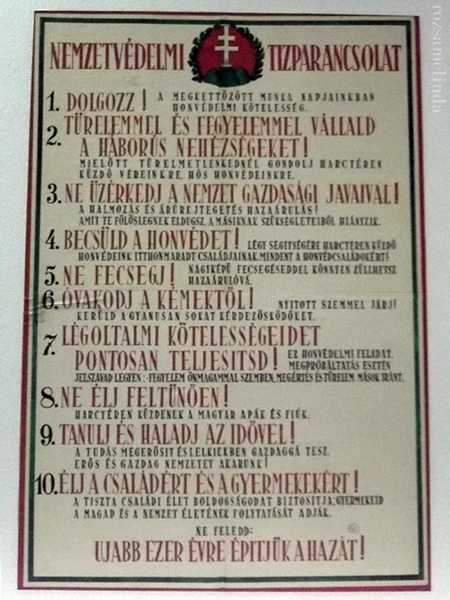 NEMZETVÉDELMI TIZPARANCSOLAT
1. DOLGOZZ! A MEGKETTŐZÖTT MUNKA NAPJAINKBAN
HONVÉDELMI KÖTELESSÉG.
2. TÜRELEMMEL ÉS FEGYELEMMEL VÁLLALD
A HÁBORUS NEHÉZSÉGEKET!
MIELŐTT TÜRELMETLENKEDNÉL GONDOLJ HARCTÉREN
KÜZDŐ VÉREINKRE, HŐS HONVÉDEINKRE.
3. NE ÜZÉRKEDJ A NEMZET GAZDASÁGI JAVAIVAL!
A HALMOZÁS ÉS ÁRÚREJTEGETÉS HAZAÁRULÁS!
AMIT TE FÖLÖSLEGNEK ELDUGSZ, A MÁSIKNAK SZÜKSÉGLETEIBŐL HIÁNYZIK.
4. BECSÜLD A HONVÉDET! LÉGY SEGITSÉGÉRE HARCTEREN KÜZDŐ
HONVÉDEINK ITTHONMARADT CSALÁDJAINAK, MINDENT A HONVÉDCSALÁDOKÉRT!
5. NE FECSEGJ! NAGYKÉPŰ FECSEGÉSEDDEL KÖNNYEN ZÜLLHETSZ
HAZAÁRULÓVÁ.
6. ÓVAKODJ A KÉMEKTŐL! NYITOTT SZEMMEL JÁRJ!
KERÜLD A GYANUSAN SOKAT KÉRDEZŐSKÖDŐKET.
7. LÉGOLTALMI KÖTELESSÉGEIDET
PONTOSAN TELJESITSD! EZ HONVÉDELMI FELADAT.
MEGPRÓBÁLTATÁS ESETÉN
JELSZAVAD LEGYEN:-FEGYELEM ÖNMAGAMMAL SZEMBEN, MEGÉRTÉS ÉS TÜRELEM MÁSOK IRÁNT.
8. NE ÉLJ FELTÜNŐEN!
HARCTÉREN KÜZDENEK A MAGYAR APÁK ÉS FIÚK.
9. TANULJ ÉS HALADJ AZ IDŐVEL!
A TUDÁS MEGERŐSIT ÉS LELKIEKBEN GAZDAGGÁ TESZ.
ERŐS ÉS GAZDAG NEMZETET AKARUNK!
10. ÉLJ A CSALÁDÉRT ÉS A GYERMEKEKÉRT!
A TISZTA CSALÁDI ÉLET BOLDOGSÁGODAT BIZTOSITJA, GYERMEKEID
A MAGAD ÉS A NEMZET ÉLETÉNEK FOLYTATÁSÁT ADJÁK.
NE FELEDD:
UJABB EZER ÉVRE ÉPITJÜK A HAZÁT!
rozsamelinda